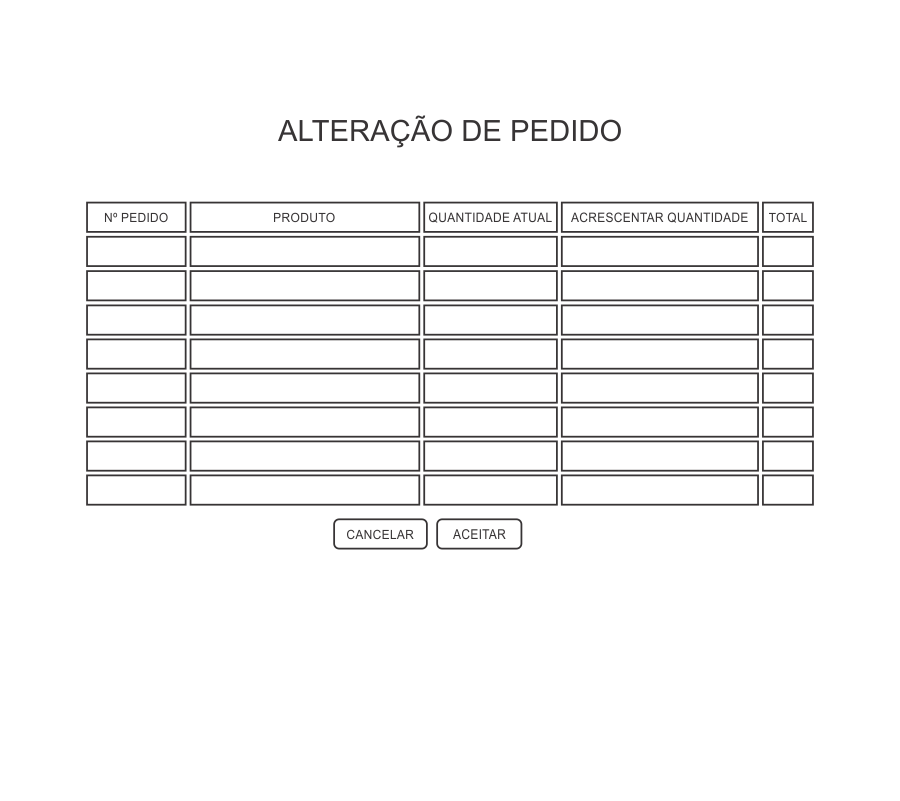 ALTERAÇÃO DE PEDIDO
Nº PEDIDO PRODUTO QUANTIDADE ATUAL ACRESCENTAR QUANTIDADE TOTAL
CANCELAR ACEITAR